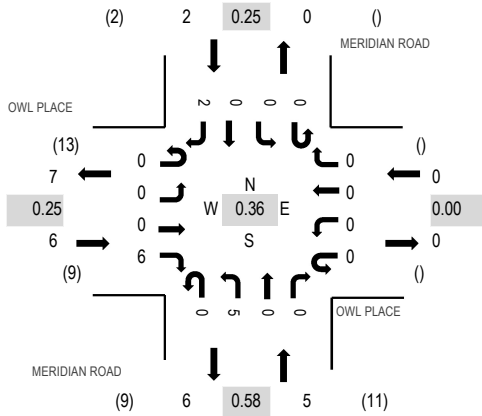 (2) 2 0.25 0 ()
MERIDIAN ROAD
2 0 0 0
OWL PLACE
(13) ()
7 0 0 0
0.25 0 N 0 0.00
W 0.36 E
6 0 S 0 0
(9) 6 0 ()
0 5 0 0
OWL PLACE
MERIDIAN ROAD
(9) 6 0.58 5 (11)